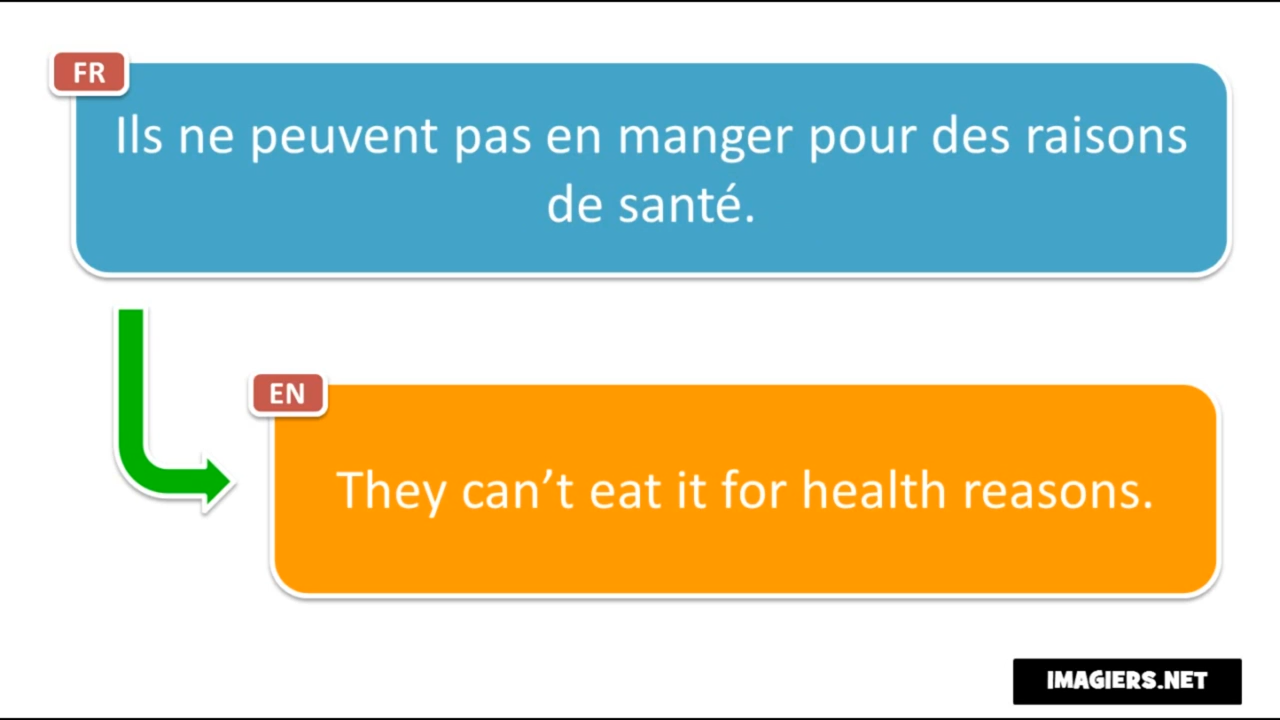 FR
Ils ne peuvent pas en manger pour des raisons
de santé.
EN
They can’t eat it for health reasons.
IMAGIERS.NET